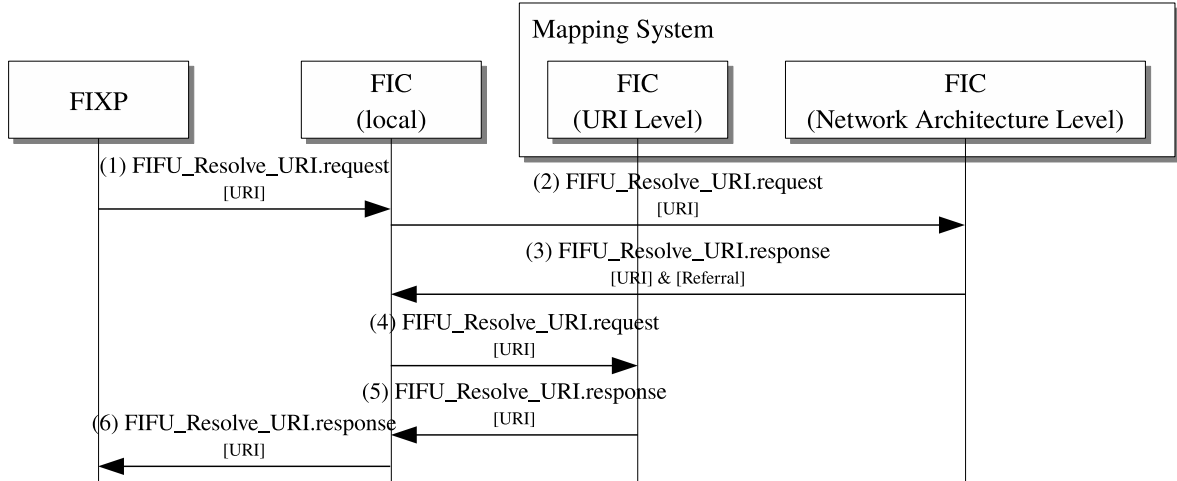 Mapping System
FIXP
FIC
(local)
FIC
(URI Level)
FIC
(Network Architecture Level)
(1) FIFU_Resolve_URI.request
[URI]
(2) FIFU_Resolve_URI.request
[URI]
(3) FIFU_Resolve_URI.response
[URI] & [Referral]
(4) FIFU_Resolve_URI.request
[URI]
(5) FIFU_Resolve_URI.response
[URI]
(6) FIFU_Resolve_URI.response
[URI]